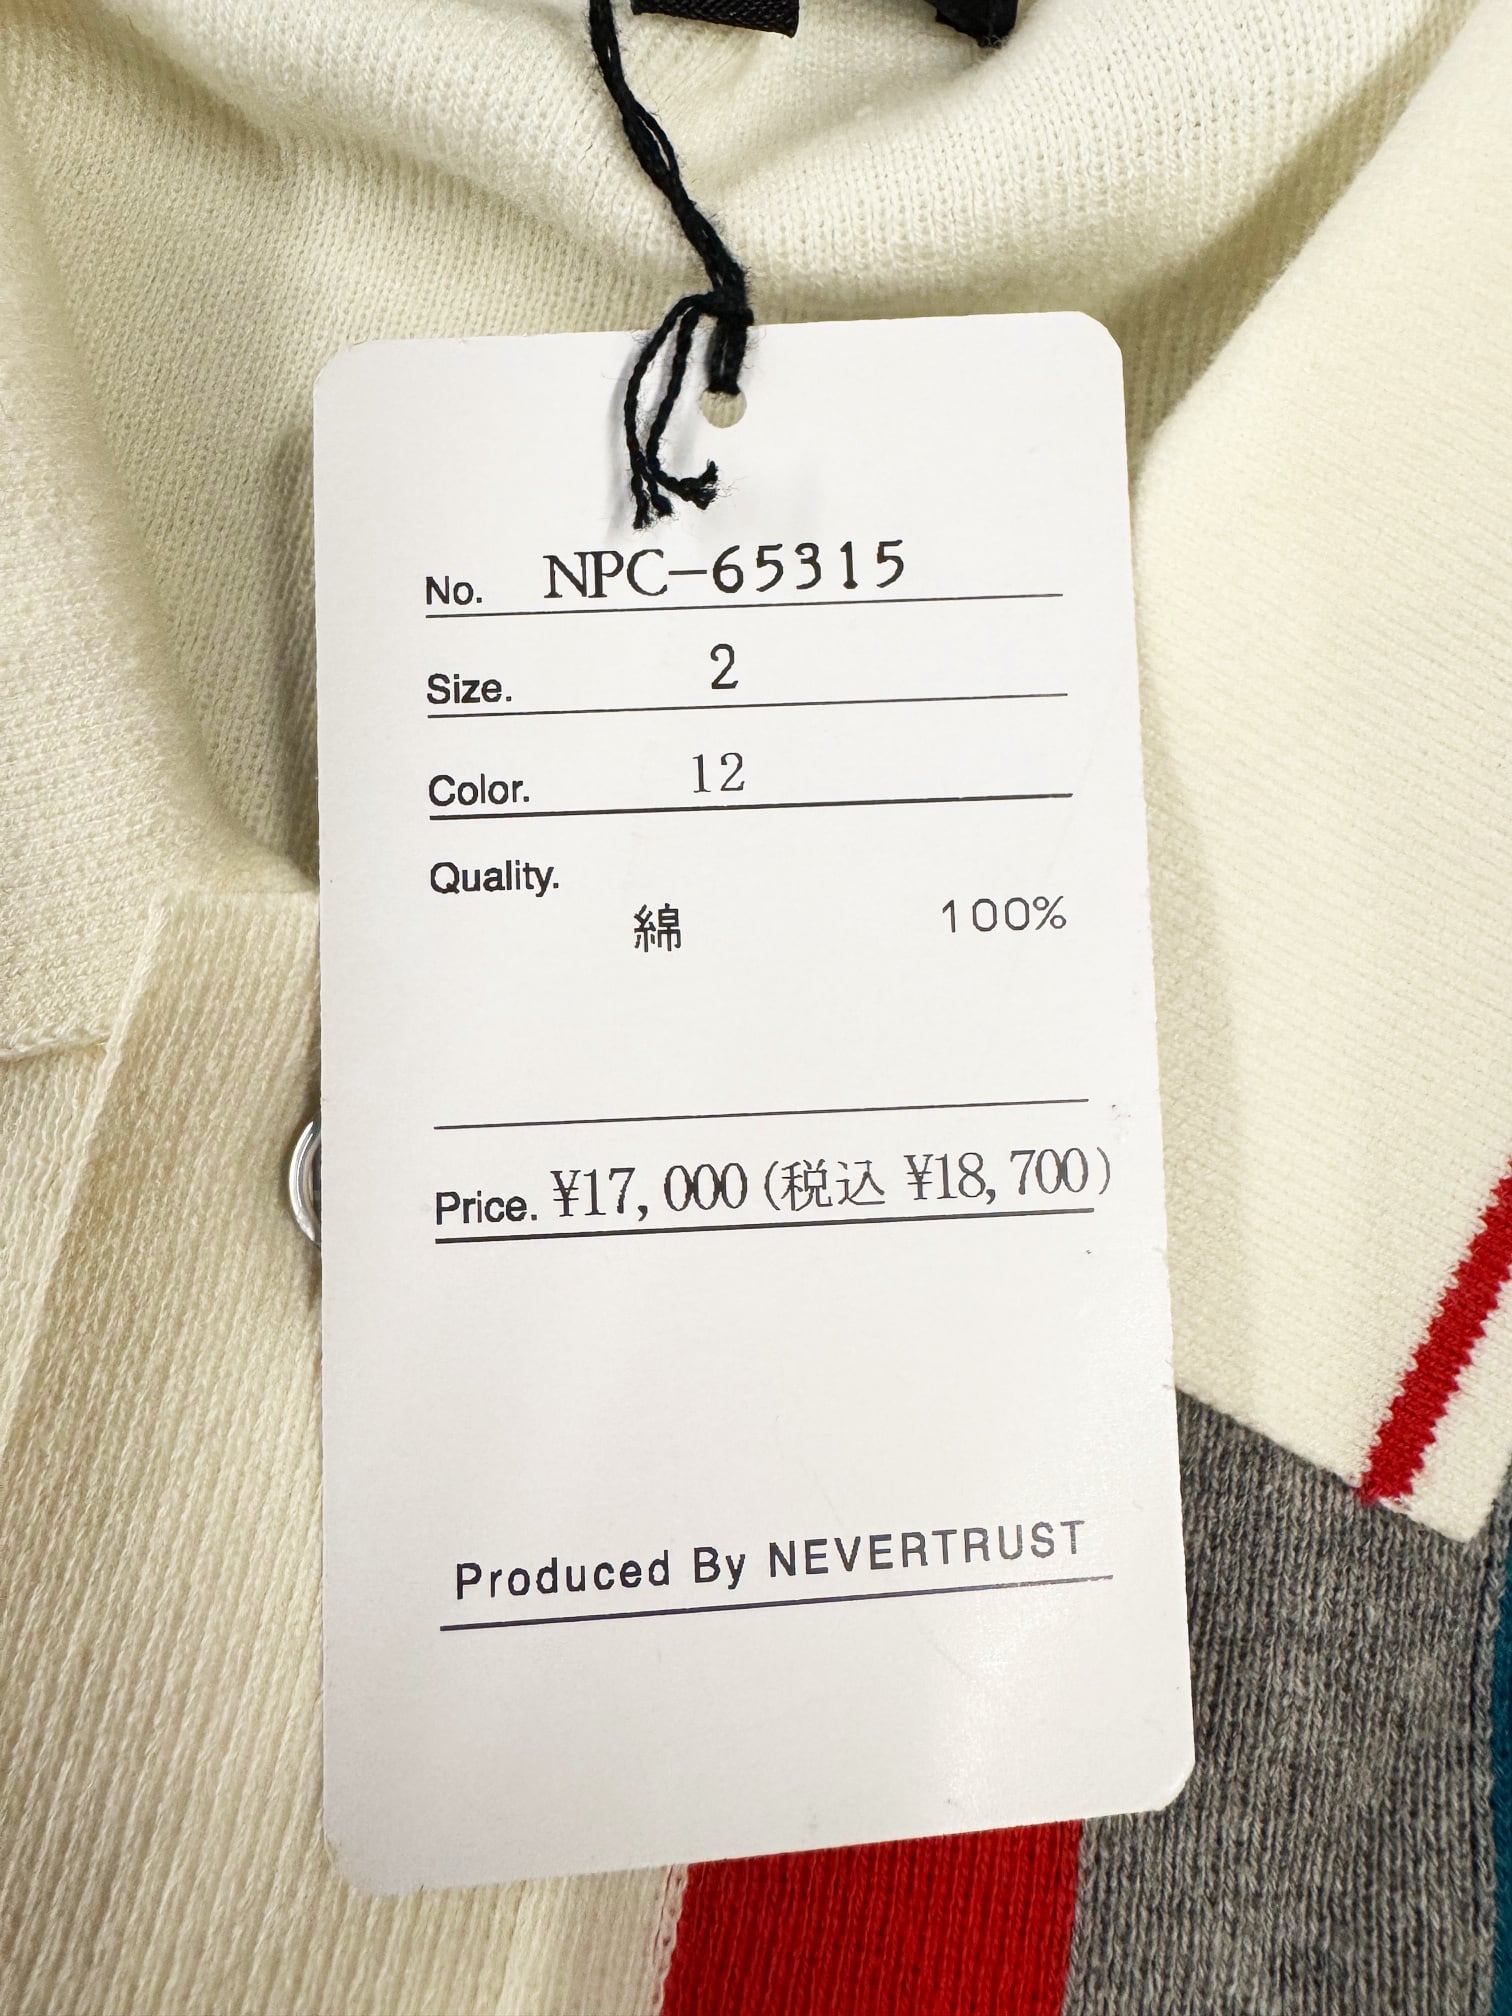 No. NPC-65315
Size. 2
Color. 12
Quality.
綿 100%
Price. ¥17,000(税込 ¥18,700)
Produced By NEVERTRUST